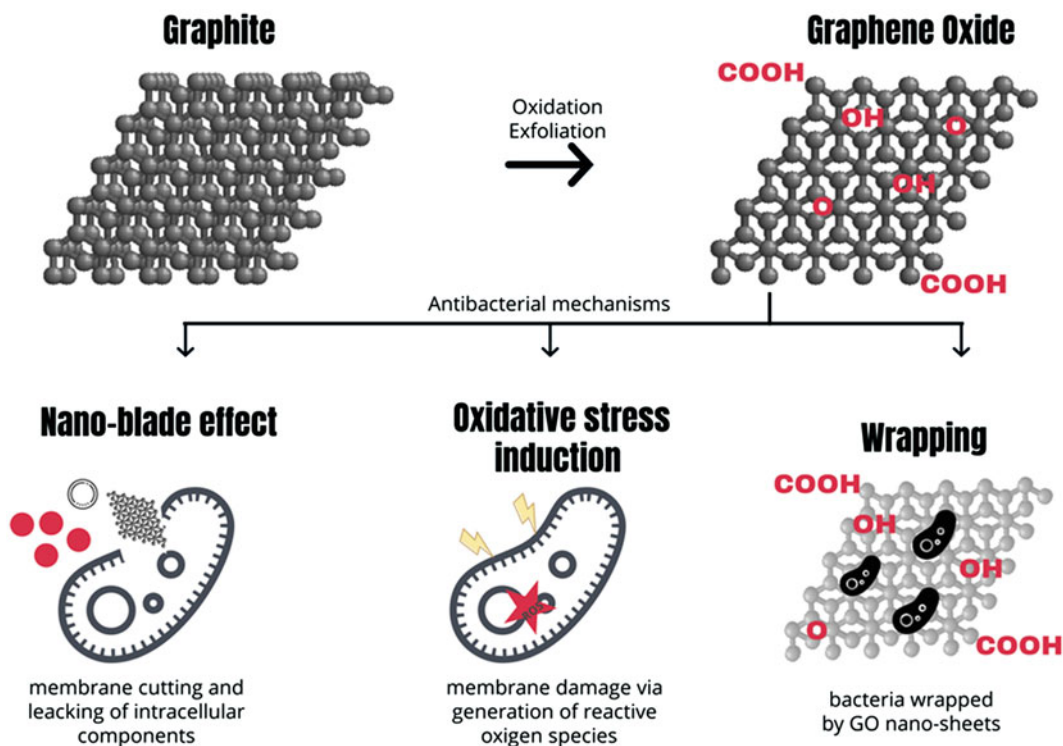 Graphite
Graphene Oxide
COOH
OH
O
OH
O
COOH
Oxidation
Exfoliation
Antibacterial mechanisms
Nano-blade effect
Oxidative stress
induction
Wrapping
COOH
OH
OH
O
COOH
ROS
membrane cutting and
leacking of intracellular
components
membrane damage via
generation of reactive
oxigen species
bacteria wrapped
by GO nano-sheets